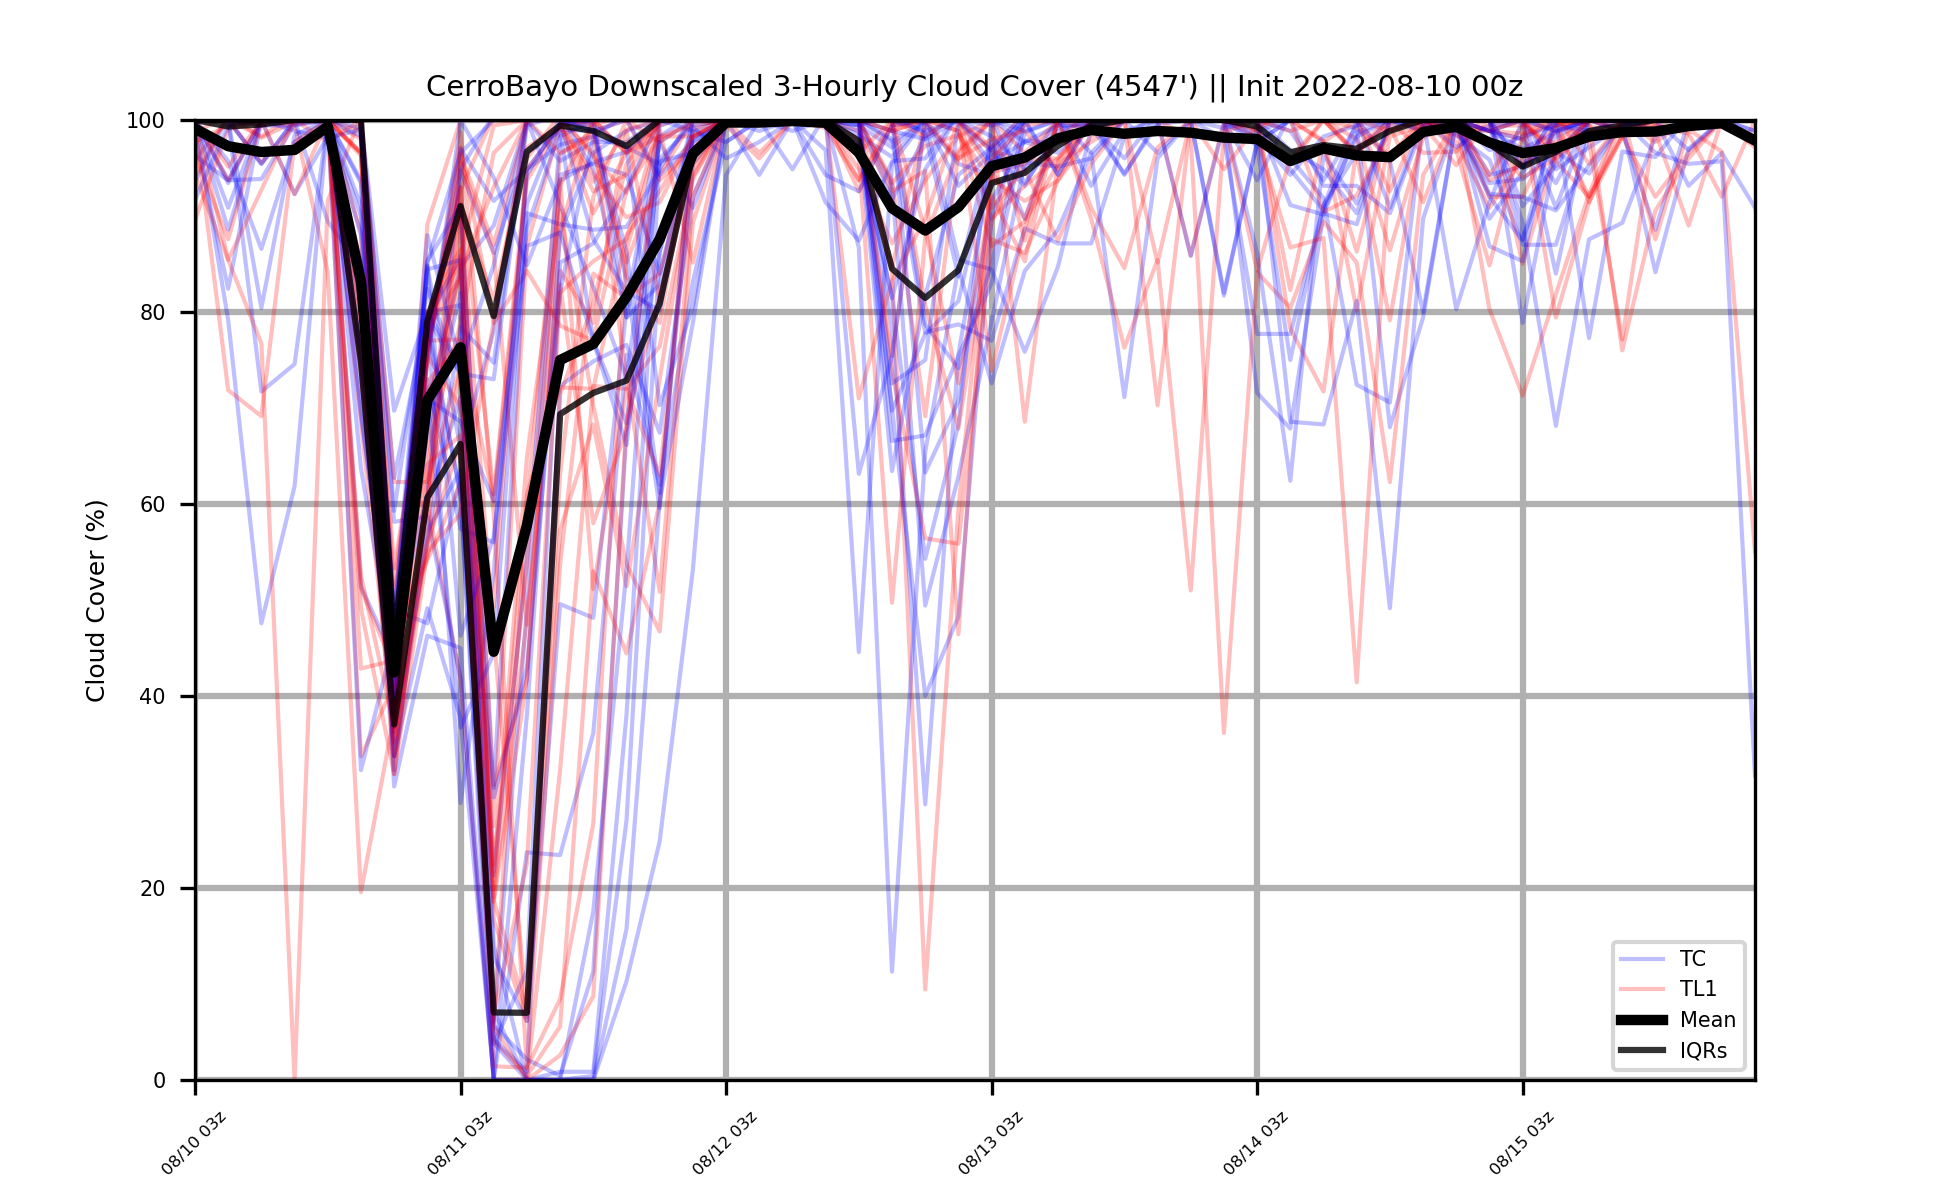 CerroBayo Downscaled 3-Hourly Cloud Cover (4547') || Init 2022-08-10 00z
Cloud Cover (%)
100
80
60
40
20
0
08/10 03z
08/11 03z
08/12 03z
08/13 03z
08/14 03z
08/15 03z
TC
TL1
Mean
IQRs